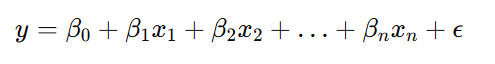 y = β₀ + β₁x₁ + β₂x₂ + … + βₙxₙ + ϵ